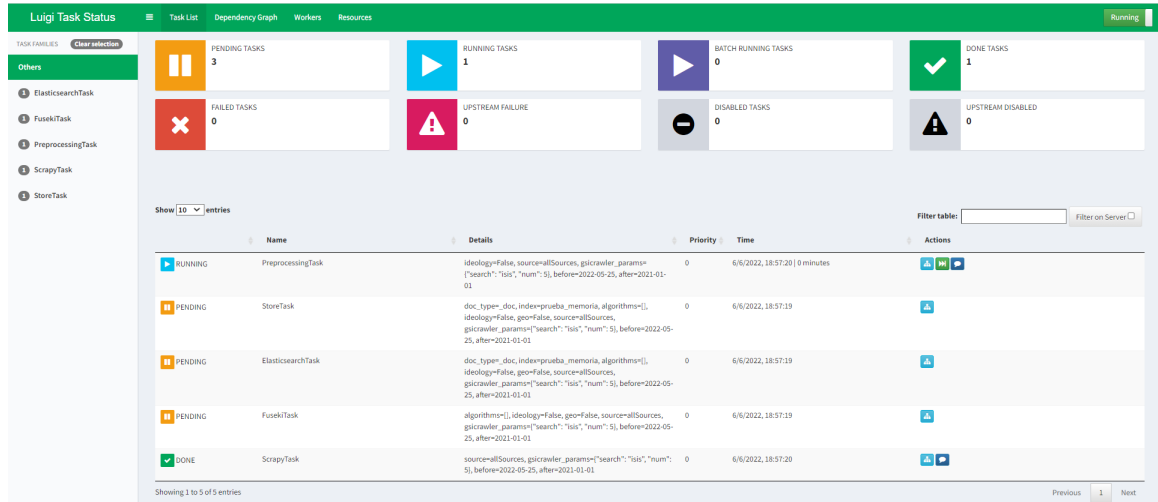 Luigi Task Status
Task List Dependency Graph Workers Resources
Running
TASK FAMILIES Clear selection
Others
1 ElasticsearchTask
1 FusekiTask
1 PreprocessingTask
1 ScrapyTask
1 StoreTask
PENDING TASKS
3
RUNNING TASKS
1
BATCH RUNNING TASKS
0
DONE TASKS
1
FAILED TASKS
0
UPSTREAM FAILURE
0
DISABLED TASKS
0
UPSTREAM DISABLED
0
Show 10 entries
Filter table: Filter on Server
Name Details Priority Time Actions
RUNNING PreprocessingTask ideology=False, source=allSources, gsicrawler_params= 0 6/6/2022, 18:57:20 | 0 minutes
{"search": "isis", "num": 5}, before=2022-05-25, after=2021-01-
01
PENDING StoreTask doc_type=_doc, index=prueba_memoria, algorithms=[], 0 6/6/2022, 18:57:19
ideology=False, geo=False, source=allSources,
gsicrawler_params={"search": "isis", "num": 5}, before=2022-05-
25, after=2021-01-01
PENDING ElasticsearchTask doc_type=_doc, index=prueba_memoria, algorithms=[], 0 6/6/2022, 18:57:19
ideology=False, geo=False, source=allSources,
gsicrawler_params={"search": "isis", "num": 5}, before=2022-05-
25, after=2021-01-01
PENDING FusekiTask algorithms=[], ideology=False, geo=False, source=allSources, 0 6/6/2022, 18:57:19
gsicrawler_params={"search": "isis", "num": 5}, before=2022-05-
25, after=2021-01-01
DONE ScrapyTask source=allSources, gsicrawler_params={"search": "isis", "num": 0 6/6/2022, 18:57:20
5}, before=2022-05-25, after=2021-01-01
Showing 1 to 5 of 5 entries
Previous 1 Next